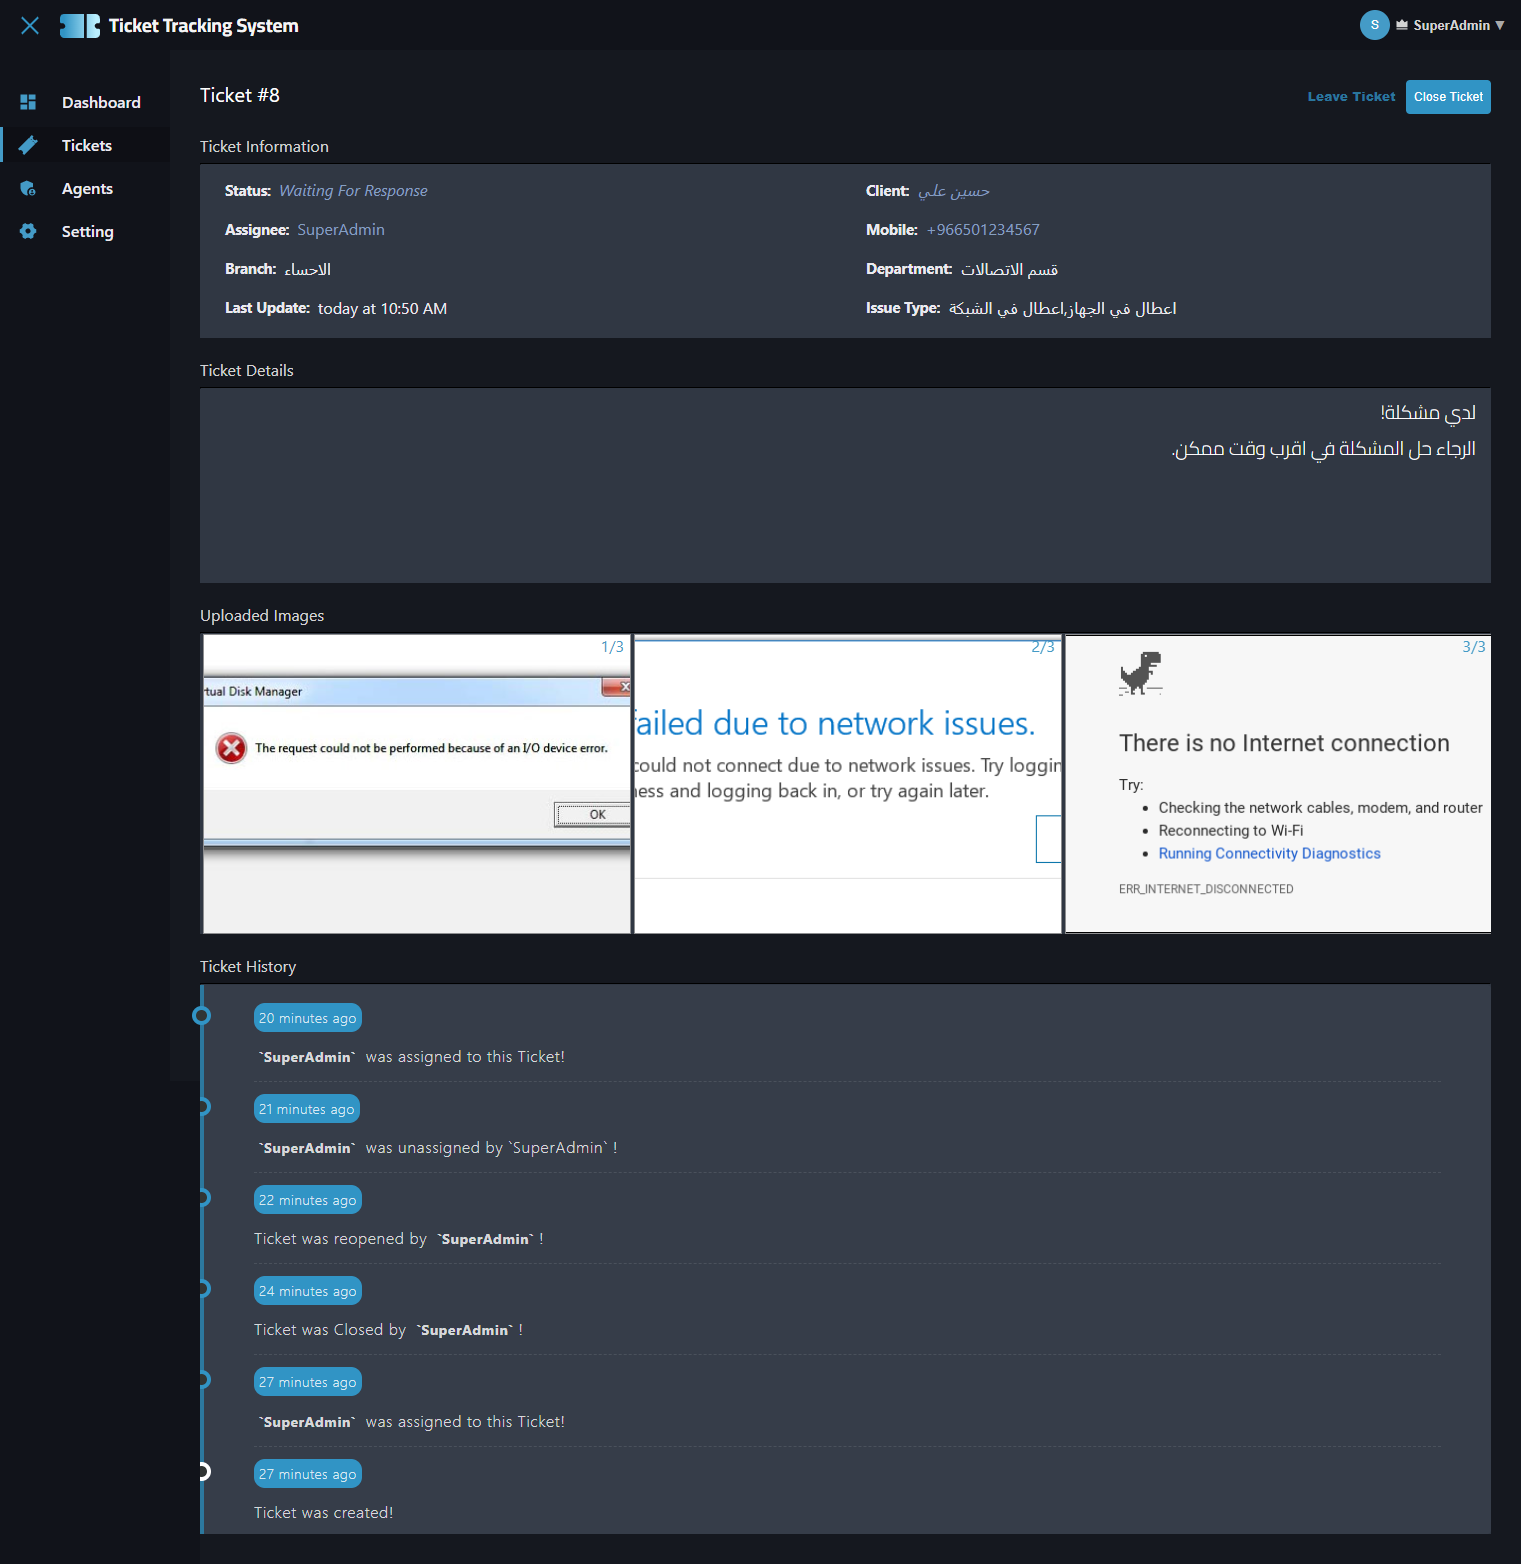 Ticket Tracking System
S SuperAdmin ▼
Dashboard
Tickets
Agents
Setting
Ticket #8
Leave Ticket
Close Ticket
Ticket Information
Status: Waiting For Response
Client: حسين علي
Assignee: SuperAdmin
Mobile: +966501234567
Branch: الاحساء
Department: قسم الاتصالات
Last Update: today at 10:50 AM
Issue Type: اعطال في الجهاز,اعطال في الشبكة
Ticket Details
لدي مشكلة!
الرجاء حل المشكلة في اقرب وقت ممكن.
Uploaded Images
1/3
rtual Disk Manager
The request could not be performed because of an I/O device error.
OK
2/3
ailed due to network issues.
could not connect due to network issues. Try loggin
ness and logging back in, or try again later.
3/3
There is no Internet connection
Try:
• Checking the network cables, modem, and router
• Reconnecting to Wi-Fi
• Running Connectivity Diagnostics
ERR_INTERNET_DISCONNECTED
Ticket History
20 minutes ago
`SuperAdmin` was assigned to this Ticket!
21 minutes ago
`SuperAdmin` was unassigned by `SuperAdmin` !
22 minutes ago
Ticket was reopened by `SuperAdmin` !
24 minutes ago
Ticket was Closed by `SuperAdmin` !
27 minutes ago
`SuperAdmin` was assigned to this Ticket!
27 minutes ago
Ticket was created!